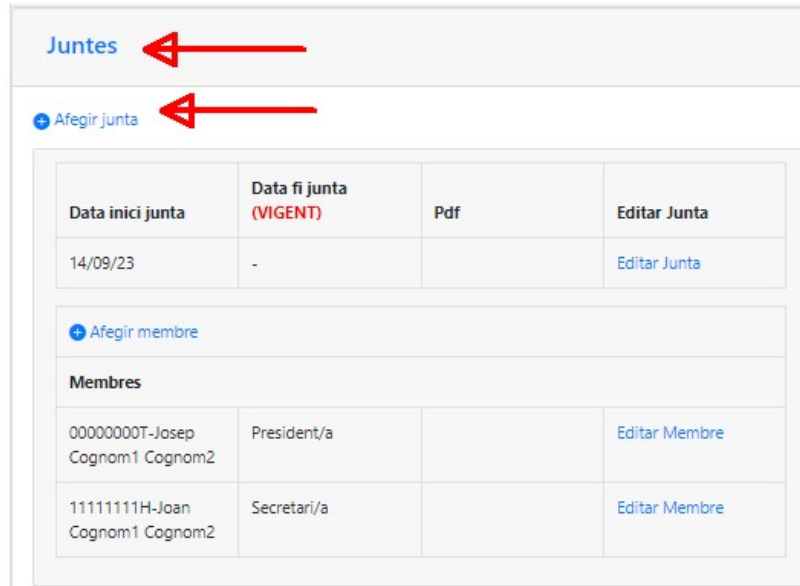 Juntes
Afegir junta
Data inici junta
Data fi junta
(VIGENT)
Pdf
Editar Junta
14/09/23
-
Editar Junta
Afegir membre
Membres
00000000T-Josep
Cognom1 Cognom2
President/a
Editar Membre
11111111H-Joan
Cognom1 Cognom2
Secretari/a
Editar Membre